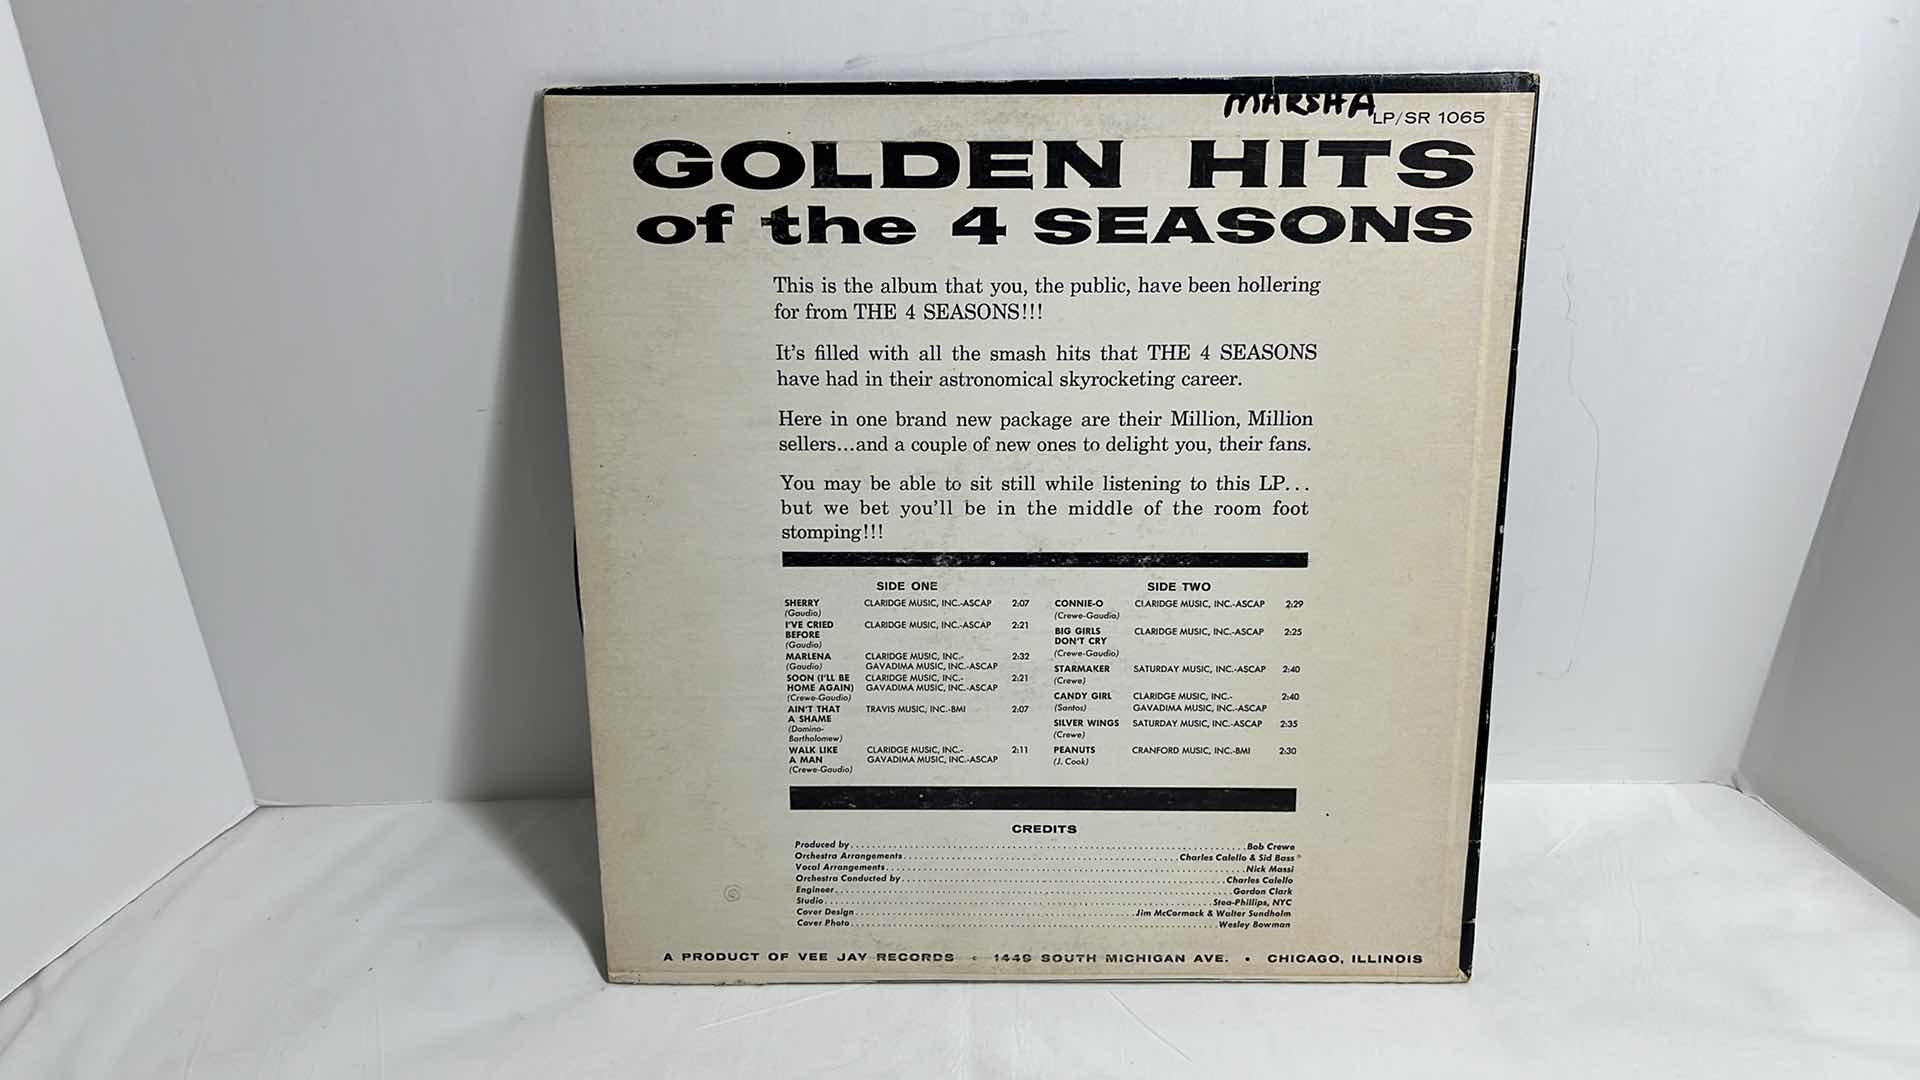 MARSHA
LP/SR 1065
GOLDEN HITS
of the 4 SEASONS
This is the album that you, the public, have been hollering
for from THE 4 SEASONS!!!
It's filled with all the smash hits that THE 4 SEASONS
have had in their astronomical skyrocketing career.
Here in one brand new package are their Million, Million
sellers...and a couple of new ones to delight you, their fans.
You may be able to sit still while listening to this LP...
but we bet you'll be in the middle of the room foot
stomping!!!
SIDE ONE
SHERRY CLARIDGE MUSIC, INC.-ASCAP 2:07
(Gaudio)
I'VE CRIED CLARIDGE MUSIC, INC.-ASCAP 2:21
BEFORE
(Gaudio)
MARLENA CLARIDGE MUSIC, INC.- 2:32
(Gaudio) GAVADIMA MUSIC, INC.-ASCAP
SOON (I'LL BE CLARIDGE MUSIC, INC.- 2:21
HOME AGAIN) GAVADIMA MUSIC, INC.-ASCAP
(Crewe-Gaudio)
AIN'T THAT TRAVIS MUSIC, INC.-BMI 2:07
A SHAME
(Domino-
Bartholomew)
WALK LIKE CLARIDGE MUSIC, INC.- 2:11
A MAN GAVADIMA MUSIC, INC.-ASCAP
(Crewe-Gaudio)
SIDE TWO
CONNIE-O CLARIDGE MUSIC, INC.-ASCAP 2:29
(Crewe-Gaudio)
BIG GIRLS CLARIDGE MUSIC, INC.-ASCAP 2:25
DON'T CRY
(Crewe-Gaudio)
STARMAKER SATURDAY MUSIC, INC.-ASCAP 2:40
(Crewe)
CANDY GIRL CLARIDGE MUSIC, INC.- 2:40
(Santos) GAVADIMA MUSIC, INC.-ASCAP
SILVER WINGS SATURDAY MUSIC, INC.-ASCAP 2:35
(Crewe)
PEANUTS CRANFORD MUSIC, INC.-BMI 2:30
(J. Cook)
CREDITS
Produced by Bob Crewe
Orchestra Arrangements Charles Calello & Sid Bass
Vocal Arrangements Nick Massi
Orchestra Conducted by Charles Calello
Engineer Gordon Clark
Studio Stea-Phillips, NYC
Cover Design Jim McCormack & Walter Sundholm
Cover Photo Wesley Bowman
©
A PRODUCT OF VEE JAY RECORDS • 1449 SOUTH MICHIGAN AVE. • CHICAGO, ILLINOIS